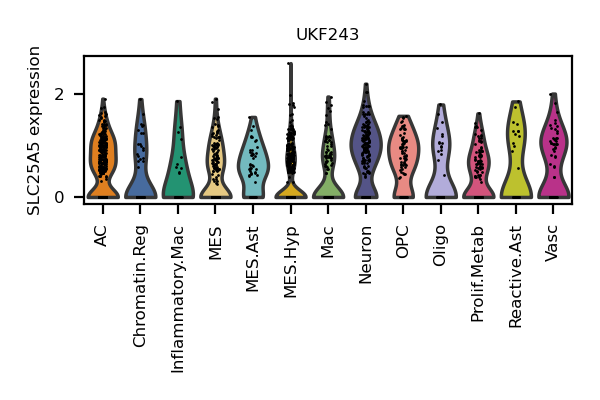 UKF243
SLC25A5 expression
2
0
AC
Chromatin.Reg
Inflammatory.Mac
MES
MES.Ast
MES.Hyp
Mac
Neuron
OPC
Oligo
Prolif.Metab
Reactive.Ast
Vasc